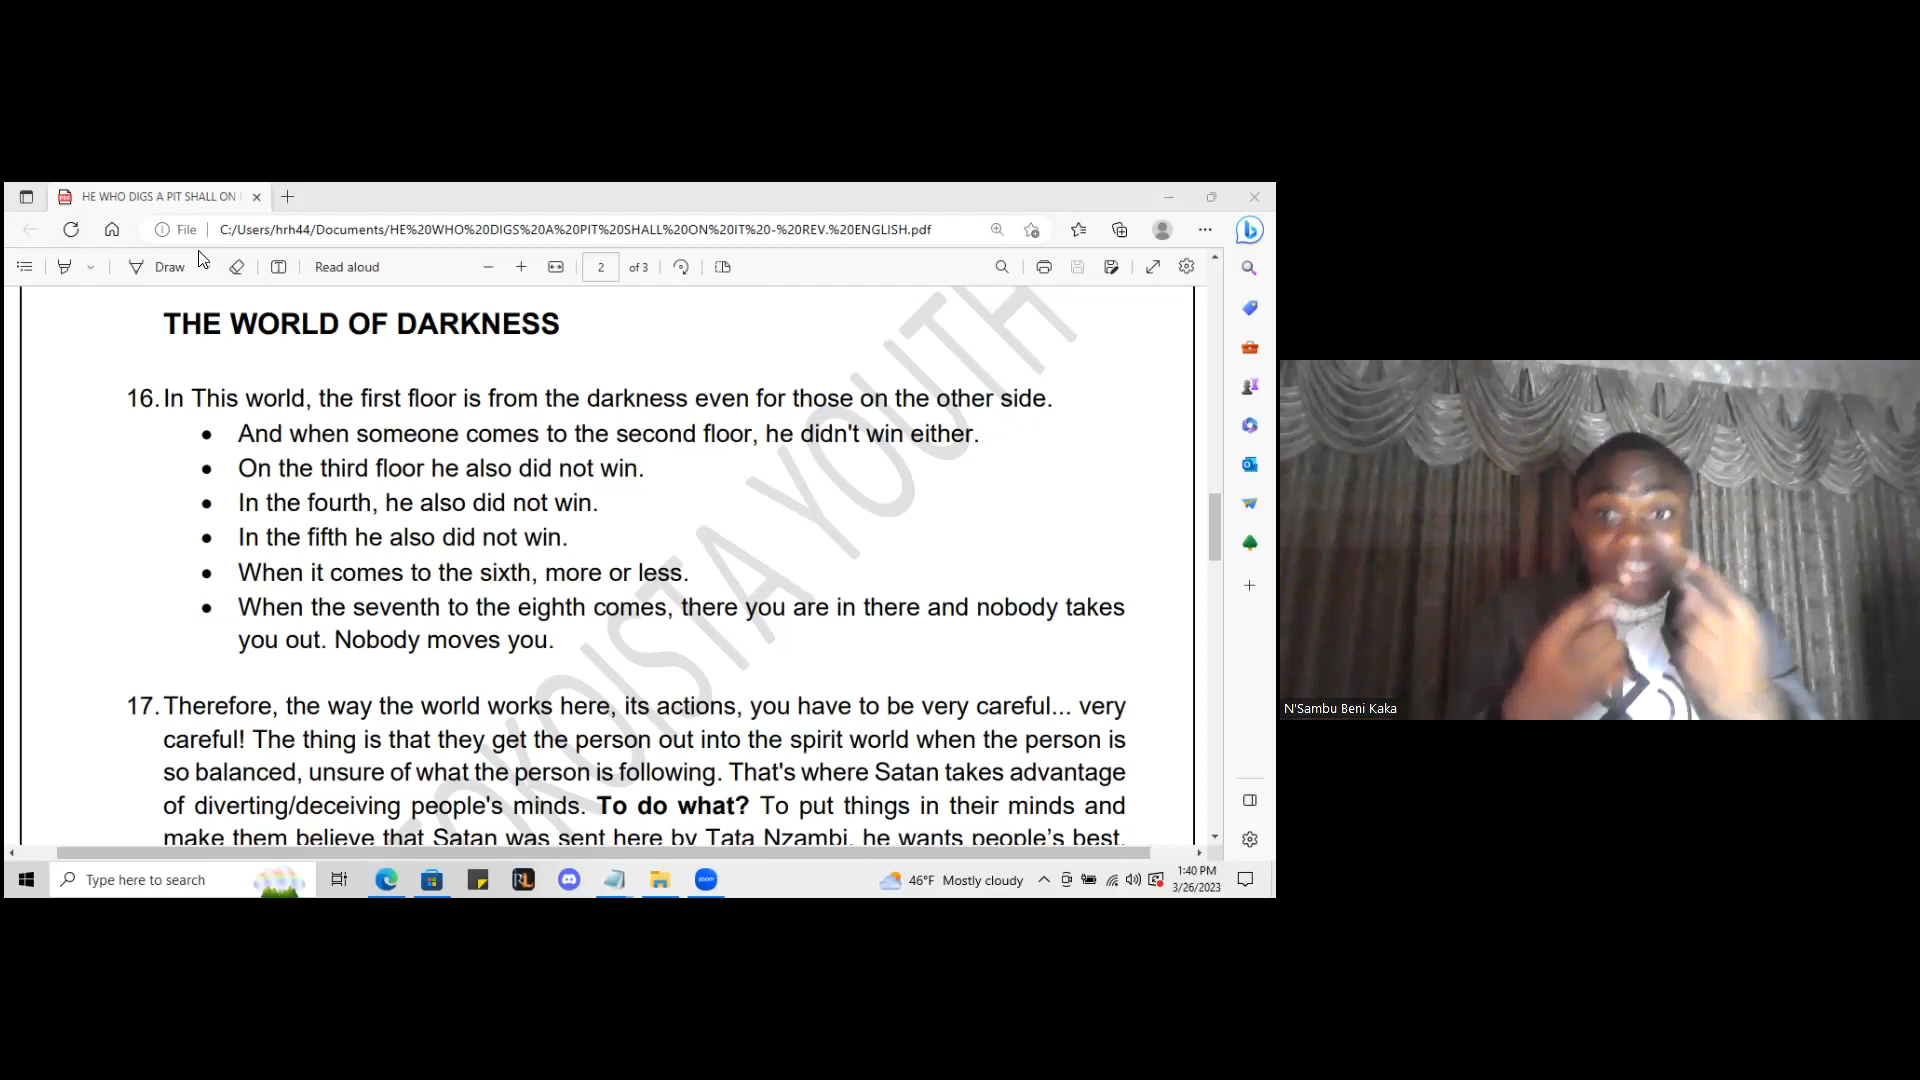 HE WHO DIGS A PIT SHALL ON
File
C:/Users/hrh44/Documents/HE%20WHO%20DIGS%20A%20PIT%20SHALL%20ON%20IT%20-%20REV.%20ENGLISH.pdf
Draw
Read aloud
2
of 3
THE WORLD OF DARKNESS
16. In This world, the first floor is from the darkness even for those on the other side.
• And when someone comes to the second floor, he didn't win either.
• On the third floor he also did not win.
• In the fourth, he also did not win.
• In the fifth he also did not win.
• When it comes to the sixth, more or less.
• When the seventh to the eighth comes, there you are in there and nobody takes
you out. Nobody moves you.
17. Therefore, the way the world works here, its actions, you have to be very careful... very
careful! The thing is that they get the person out into the spirit world when the person is
so balanced, unsure of what the person is following. That's where Satan takes advantage
of diverting/deceiving people's minds. To do what? To put things in their minds and
make them believe that Satan was sent here by Tata Nzambi, he wants people's best.
TOKOISTA YOUTH
N'Sambu Beni Kaka
Type here to search
RL
zoom
46°F Mostly cloudy
1:40 PM
3/26/2023